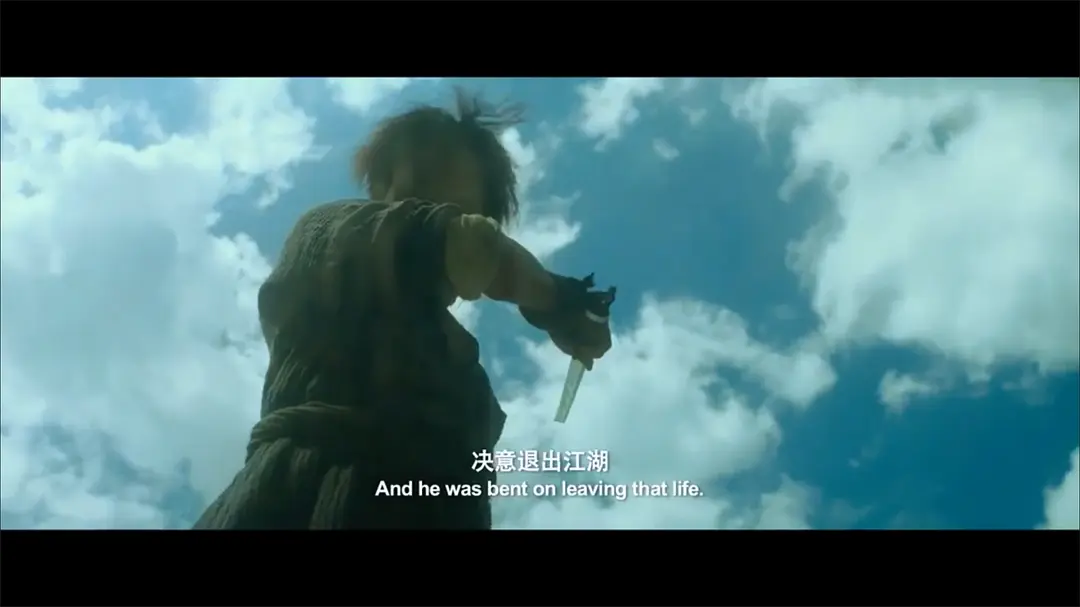 决意退出江湖
And he was bent on leaving that life.